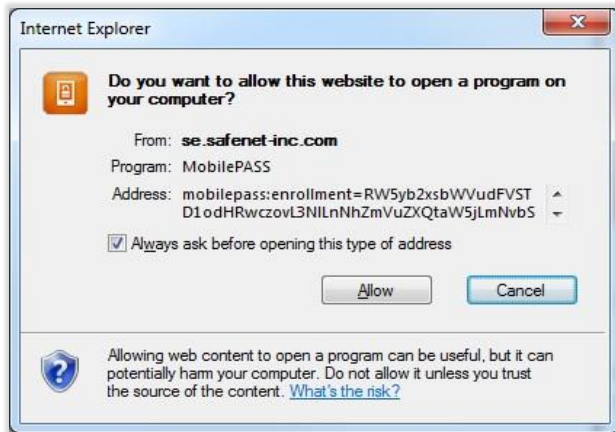 Internet Explorer
Do you want to allow this website to open a program on
your computer?
From: se.safenet-inc.com
Program: MobilePASS
Address: mobilepass:enrollment=RW5yb2xsbWVudFVST
D1odHRwczovL3NlLnNhZmVuZXQtaW5jLmNvbS
Always ask before opening this type of address
Allow
Cancel
Allowing web content to open a program can be useful, but it can
potentially harm your computer. Do not allow it unless you trust
the source of the content. What's the risk?